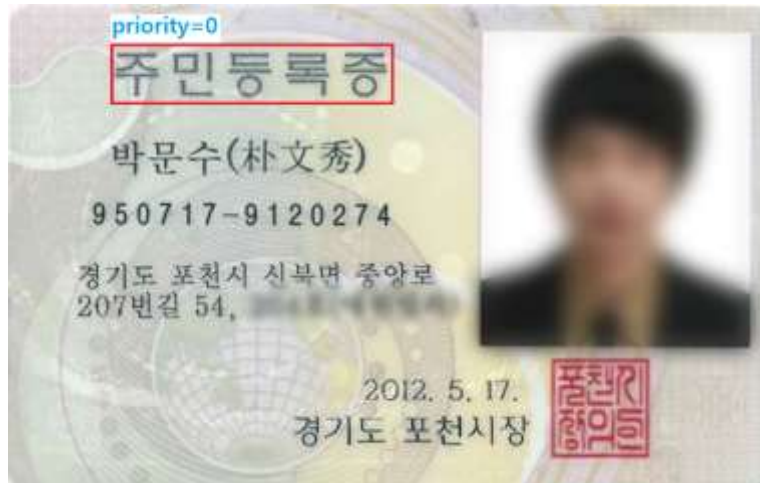 priority=0
주민등록증
박문수(朴文秀)
950717-9120274
경기도 포천시 신북면 중앙로
207번길 54,
2012. 5. 17.
경기도 포천시장